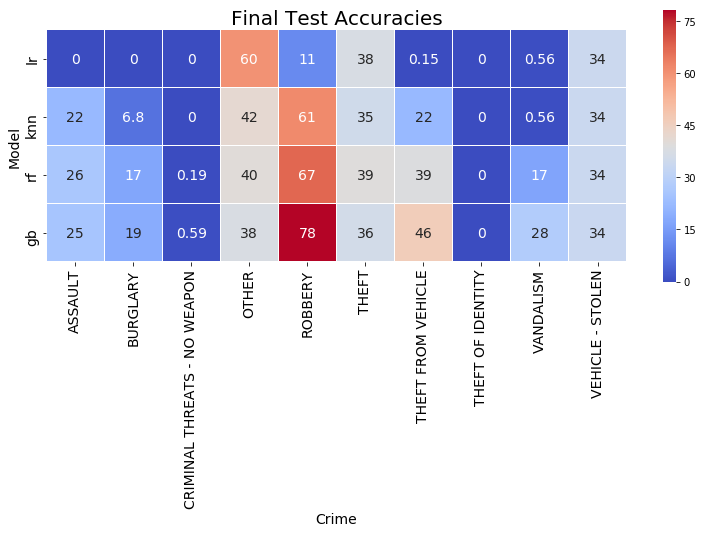 Final Test Accuracies
Model
lr 0 0 0 60 11 38 0.15 0 0.56 34
knn 22 6.8 0 42 61 35 22 0 0.56 34
rf 26 17 0.19 40 67 39 39 0 17 34
gb 25 19 0.59 38 78 36 46 0 28 34
ASSAULT
BURGLARY
CRIMINAL THREATS - NO WEAPON
OTHER
ROBBERY
THEFT
THEFT FROM VEHICLE
THEFT OF IDENTITY
VANDALISM
VEHICLE - STOLEN
Crime
75
60
45
30
15
0